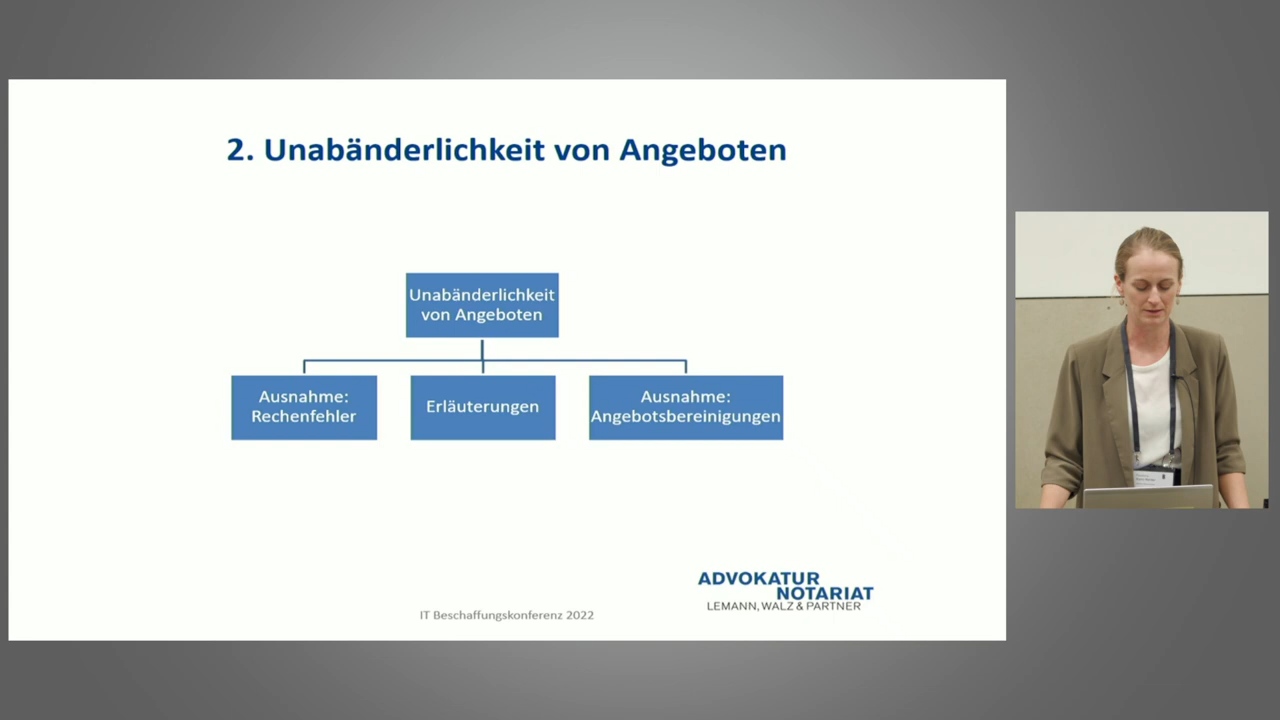 2. Unabänderlichkeit von Angeboten
Unabänderlichkeit
von Angeboten
Ausnahme:
Rechenfehler
Erläuterungen
Ausnahme:
Angebotsbereinigungen
ADVOKATUR
NOTARIAT
LEMANN, WALZ & PARTNER
IT Beschaffungskonferenz 2022